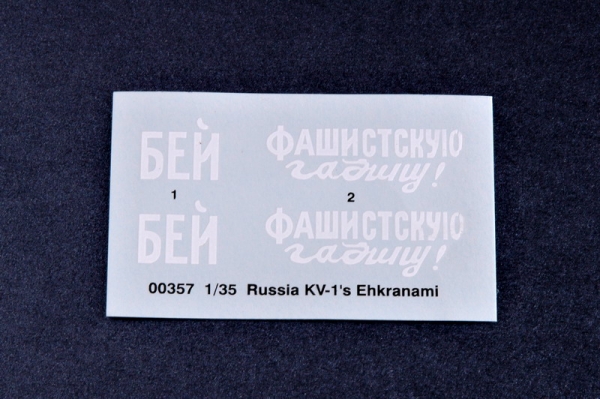 БЕЙ ФАШИСТСКУЮ
гадину!
1 2
БЕЙ ФАШИСТСКУЮ
гадину!
00357 1/35 Russia KV-1's Ehkranami